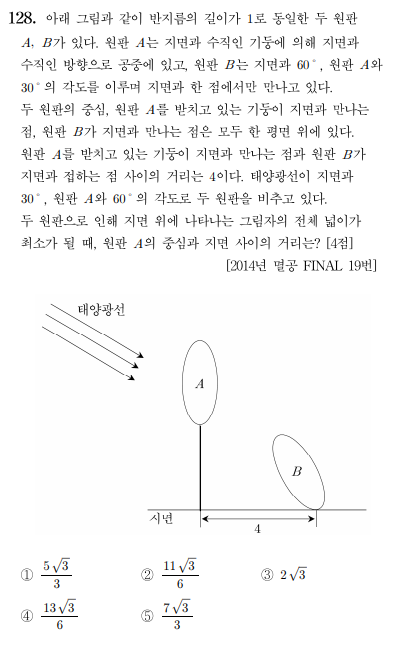 128. 아래 그림과 같이 반지름의 길이가 1로 동일한 두 원판
A, B가 있다. 원판 A는 지면과 수직인 기둥에 의해 지면과
수직인 방향으로 공중에 있고, 원판 B는 지면과 60°, 원판 A와
30°의 각도를 이루며 지면과 한 점에서만 만나고 있다.
두 원판의 중심, 원판 A를 받치고 있는 기둥이 지면과 만나는
점, 원판 B가 지면과 만나는 점은 모두 한 평면 위에 있다.
원판 A를 받치고 있는 기둥이 지면과 만나는 점과 원판 B가
지면과 접하는 점 사이의 거리는 4이다. 태양광선이 지면과
30°, 원판 A와 60°의 각도로 두 원판을 비추고 있다.
두 원판으로 인해 지면 위에 나타나는 그림자의 전체 넓이가
최소가 될 때, 원판 A의 중심과 지면 사이의 거리는? [4점]
[2014년 멸공 FINAL 19번]
태양광선
A
B
지면
4
① 5√3/3 ② 11√3/6 ③ 2√3
④ 13√3/6 ⑤ 7√3/3